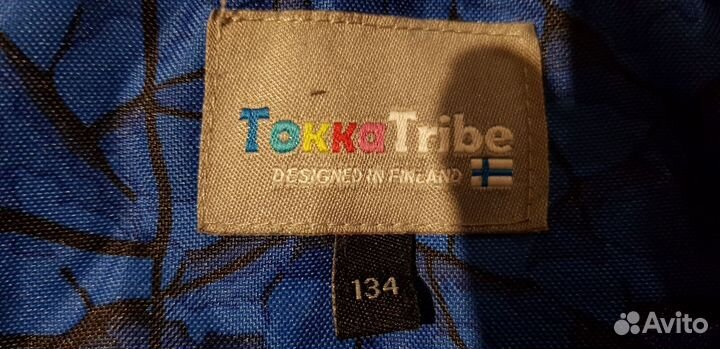 TokkaTribe
DESIGNED IN FINLAND
134
Avito